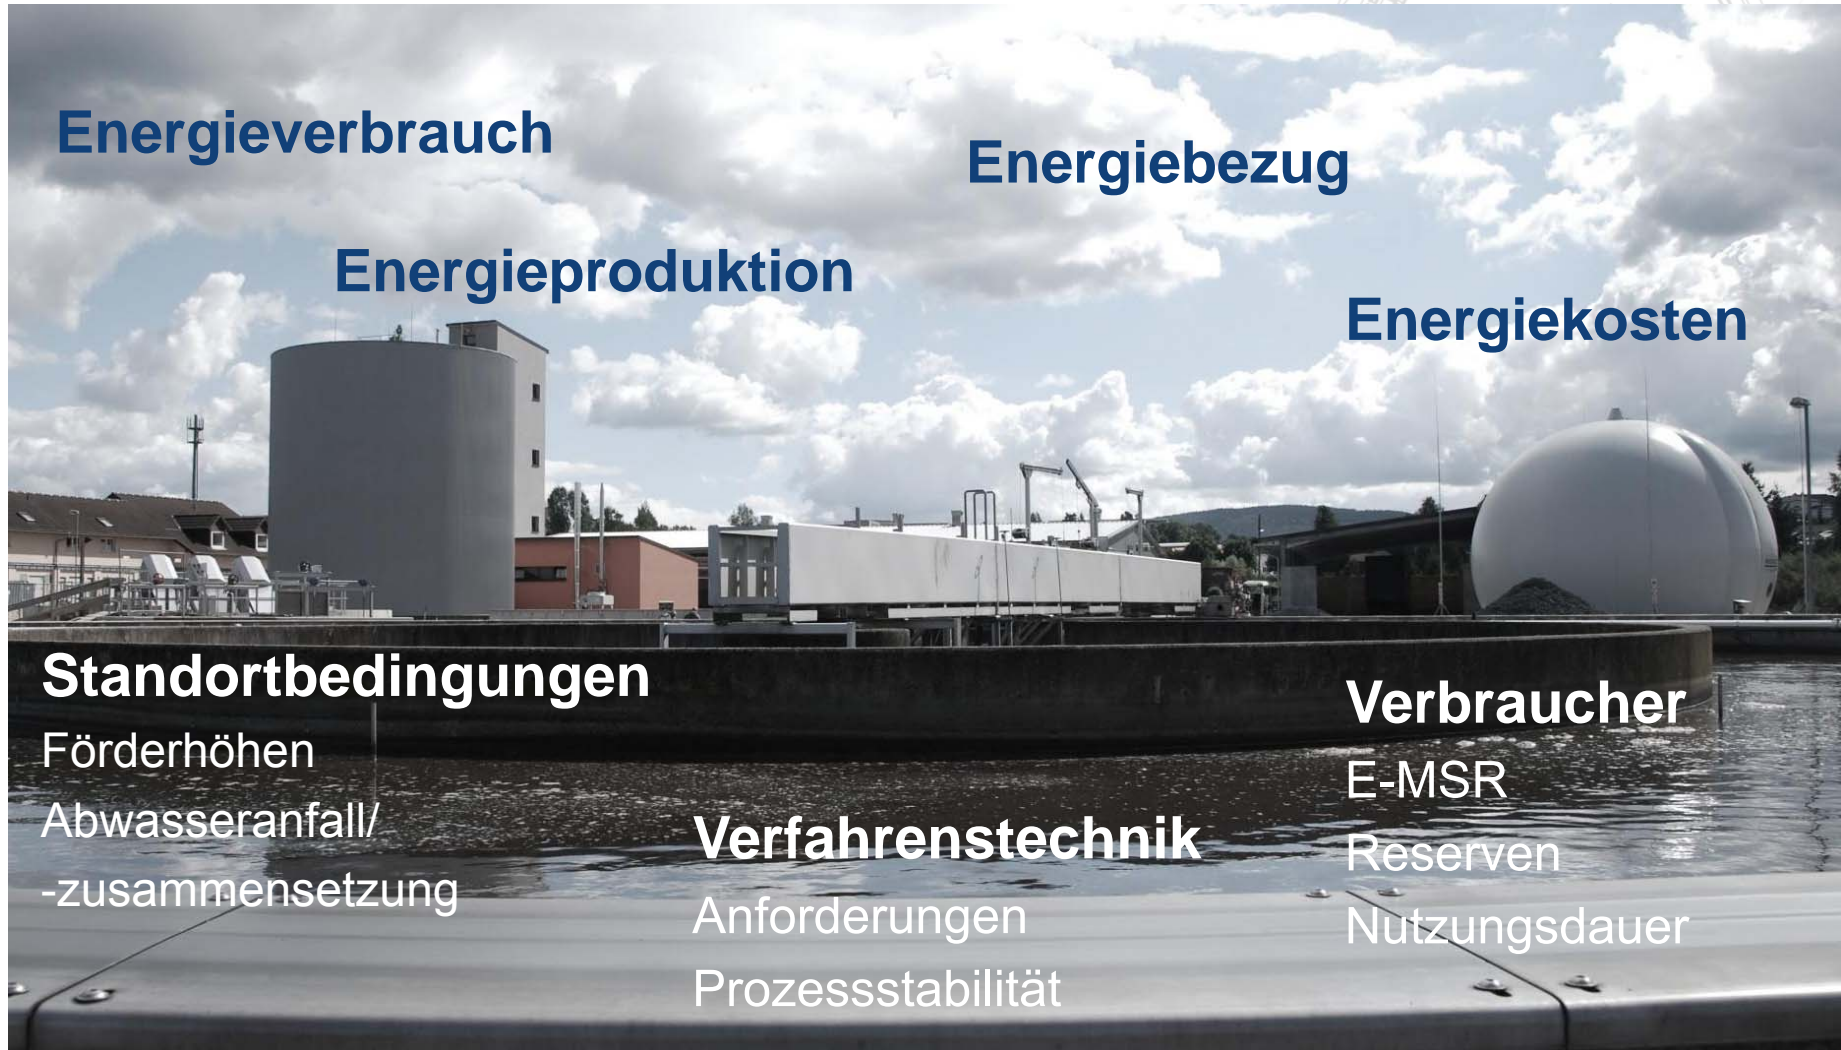 Energieverbrauch
Energiebezug
Energieproduktion
Energiekosten
Standortbedingungen
Förderhöhen
Abwasseranfall/
-zusammensetzung
Verfahrenstechnik
Anforderungen
Prozessstabilität
Verbraucher
E-MSR
Reserven
Nutzungsdauer